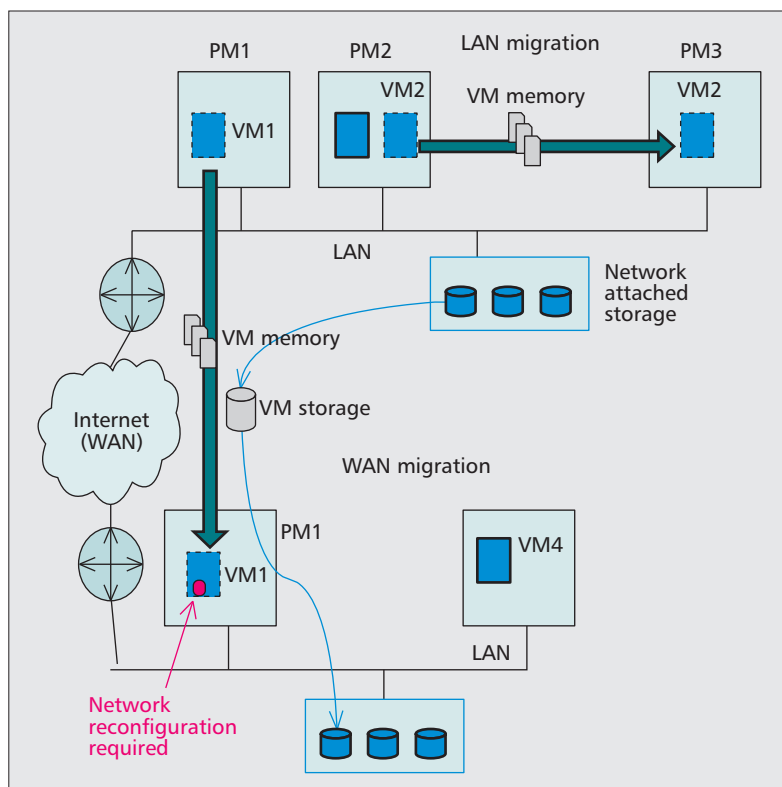 LAN migration
PM1
PM2
PM3
VM2
VM memory
VM2
VM1
LAN
Network
attached
storage
VM memory
VM storage
Internet
(WAN)
WAN migration
PM1
VM4
VM1
LAN
Network
reconfiguration
required